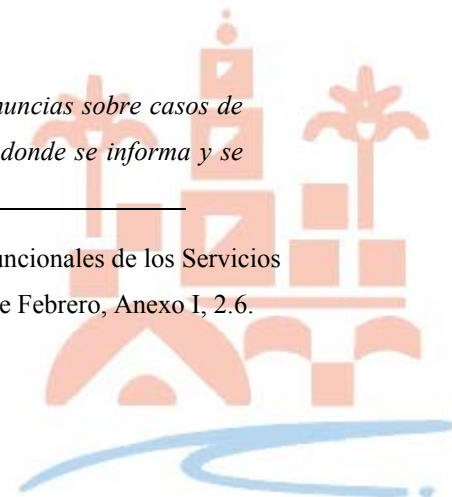 nuncias sobre casos de
donde se informa y se
uncionales de los Servicios
e Febrero, Anexo I, 2.6.